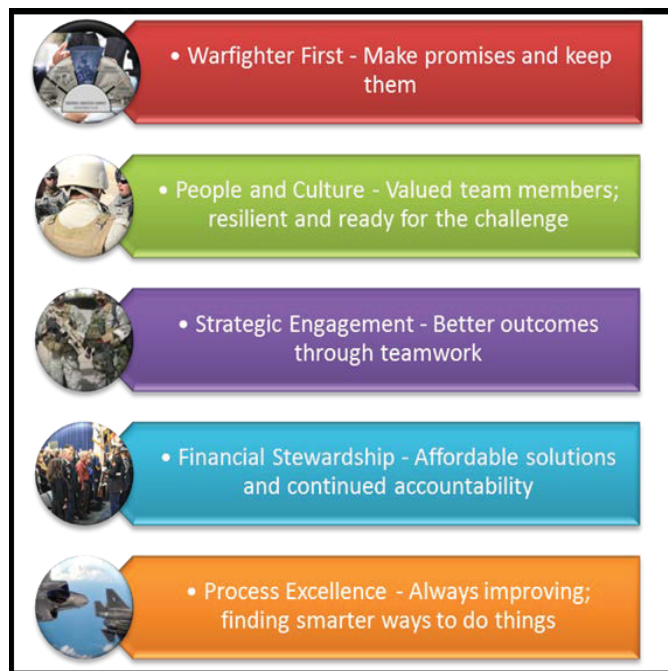 • Warfighter First - Make promises and keep
them
• People and Culture - Valued team members;
resilient and ready for the challenge
• Strategic Engagement - Better outcomes
through teamwork
• Financial Stewardship - Affordable solutions
and continued accountability
• Process Excellence - Always improving;
finding smarter ways to do things